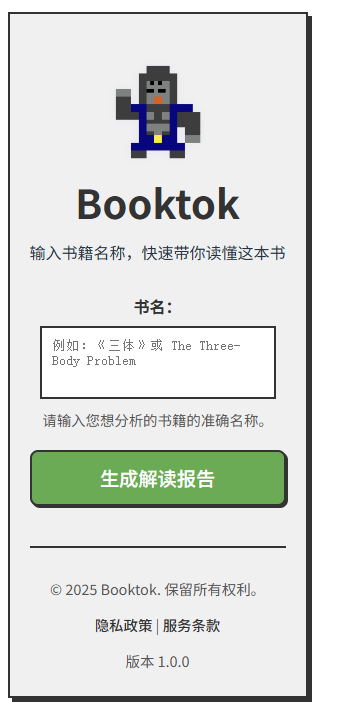 Booktok
输入书籍名称，快速带你读懂这本书
书名：
例如：《三体》或 The Three-
Body Problem
请输入您想分析的书籍的准确名称。
生成解读报告
© 2025 Booktok. 保留所有权利。
隐私政策 | 服务条款
版本 1.0.0